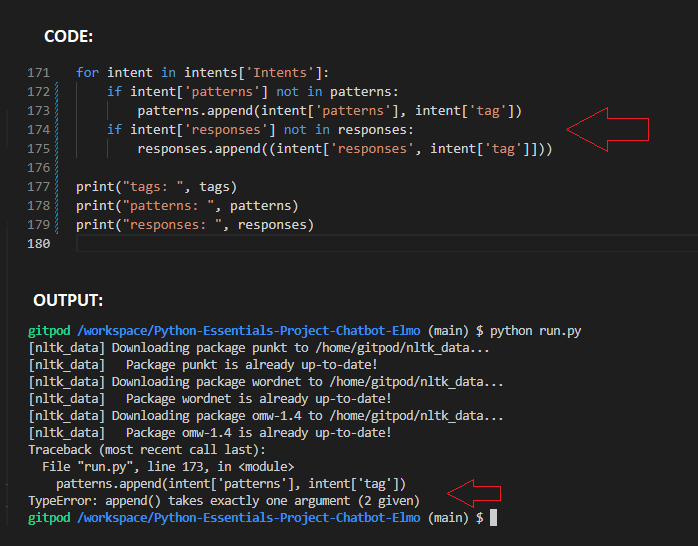 CODE:
171 for intent in intents['Intents']:
172 if intent['patterns'] not in patterns:
173 patterns.append(intent['patterns'], intent['tag'])
174 if intent['responses'] not in responses:
175 responses.append((intent['responses', intent['tag']]))
176
177 print("tags: ", tags)
178 print("patterns: ", patterns)
179 print("responses: ", responses)
180
OUTPUT:
gitpod /workspace/Python-Essentials-Project-Chatbot-Elmo (main) $ python run.py
[nltk_data] Downloading package punkt to /home/gitpod/nltk_data...
[nltk_data]   Package punkt is already up-to-date!
[nltk_data] Downloading package wordnet to /home/gitpod/nltk_data...
[nltk_data]   Package wordnet is already up-to-date!
[nltk_data] Downloading package omw-1.4 to /home/gitpod/nltk_data...
[nltk_data]   Package omw-1.4 is already up-to-date!
Traceback (most recent call last):
  File "run.py", line 173, in <module>
    patterns.append(intent['patterns'], intent['tag'])
TypeError: append() takes exactly one argument (2 given)
gitpod /workspace/Python-Essentials-Project-Chatbot-Elmo (main) $